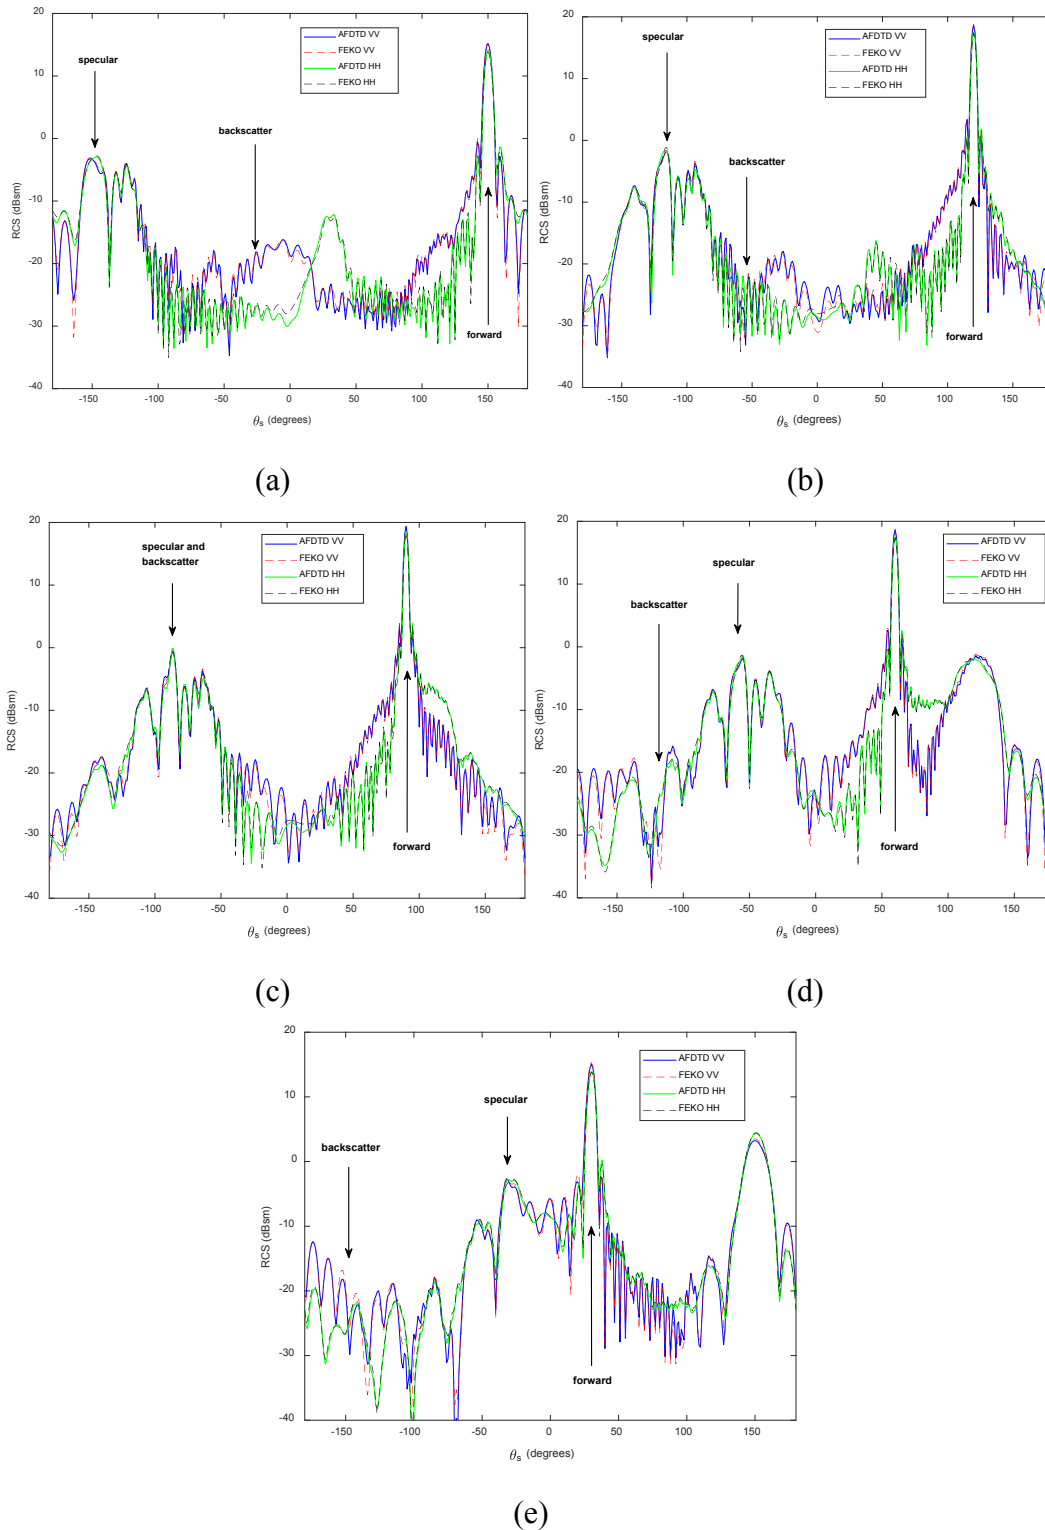 20
10
0
-10
-20
-30
-40
RCS (dBsm)
-150 -100 -50 0 50 100 150
θs (degrees)
specular
backscatter
forward
AFDTD VV
FEKO VV
AFDTD HH
FEKO HH
(a)
20
10
0
-10
-20
-30
-40
RCS (dBsm)
-150 -100 -50 0 50 100 150
θs (degrees)
specular
backscatter
forward
AFDTD VV
FEKO VV
AFDTD HH
FEKO HH
(b)
20
10
0
-10
-20
-30
-40
RCS (dBsm)
-150 -100 -50 0 50 100 150
θs (degrees)
specular and
backscatter
forward
AFDTD VV
FEKO VV
AFDTD HH
FEKO HH
(c)
20
10
0
-10
-20
-30
-40
RCS (dBsm)
-150 -100 -50 0 50 100 150
θs (degrees)
specular
backscatter
forward
AFDTD VV
FEKO VV
AFDTD HH
FEKO HH
(d)
20
10
0
-10
-20
-30
-40
RCS (dBsm)
-150 -100 -50 0 50 100 150
θs (degrees)
specular
backscatter
forward
AFDTD VV
FEKO VV
AFDTD HH
FEKO HH
(e)